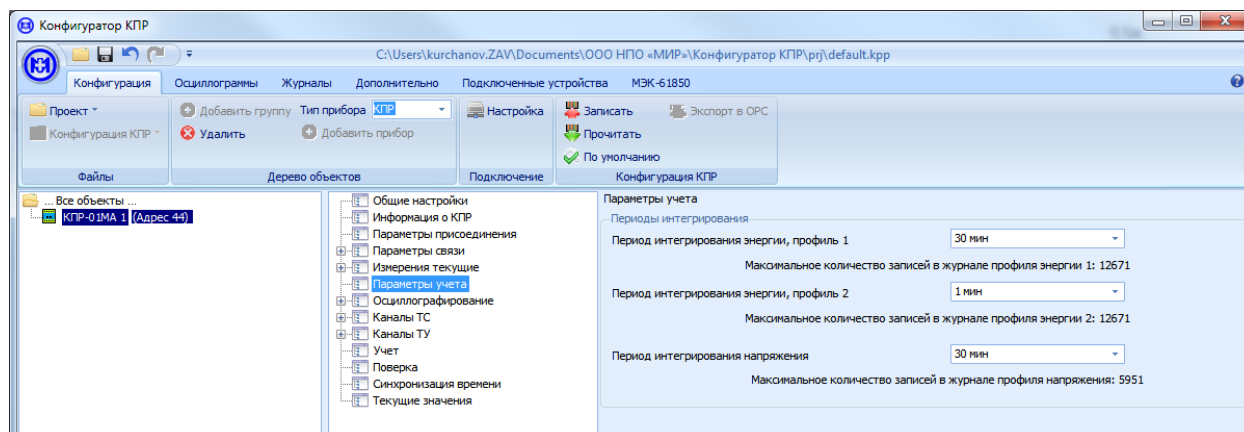 Конфигуратор КПР
C:\Users\kurchanov.ZAV\Documents\ООО НПО «МИР»\Конфигуратор КПР\prj\default.kpp
Конфигурация Осциллограммы Журналы Дополнительно Подключенные устройства МЭК-61850
Проект Добавить группу Тип прибора КПР Настройка Записать Экспорт в OPC
Конфигурация КПР Удалить Добавить прибор Прочитать
По умолчанию
Файлы Дерево объектов Подключение Конфигурация КПР
... Все объекты ...
КПР-01МА 1 (Адрес 44)
Общие настройки
Информация о КПР
Параметры присоединения
Параметры связи
Измерения текущие
Параметры учета
Осциллографирование
Каналы ТС
Каналы ТУ
Учет
Поверка
Синхронизация времени
Текущие значения
Параметры учета
Периоды интегрирования
Период интегрирования энергии, профиль 1 30 мин
Максимальное количество записей в журнале профиля энергии 1: 12671
Период интегрирования энергии, профиль 2 1 мин
Максимальное количество записей в журнале профиля энергии 2: 12671
Период интегрирования напряжения 30 мин
Максимальное количество записей в журнале профиля напряжения: 5951